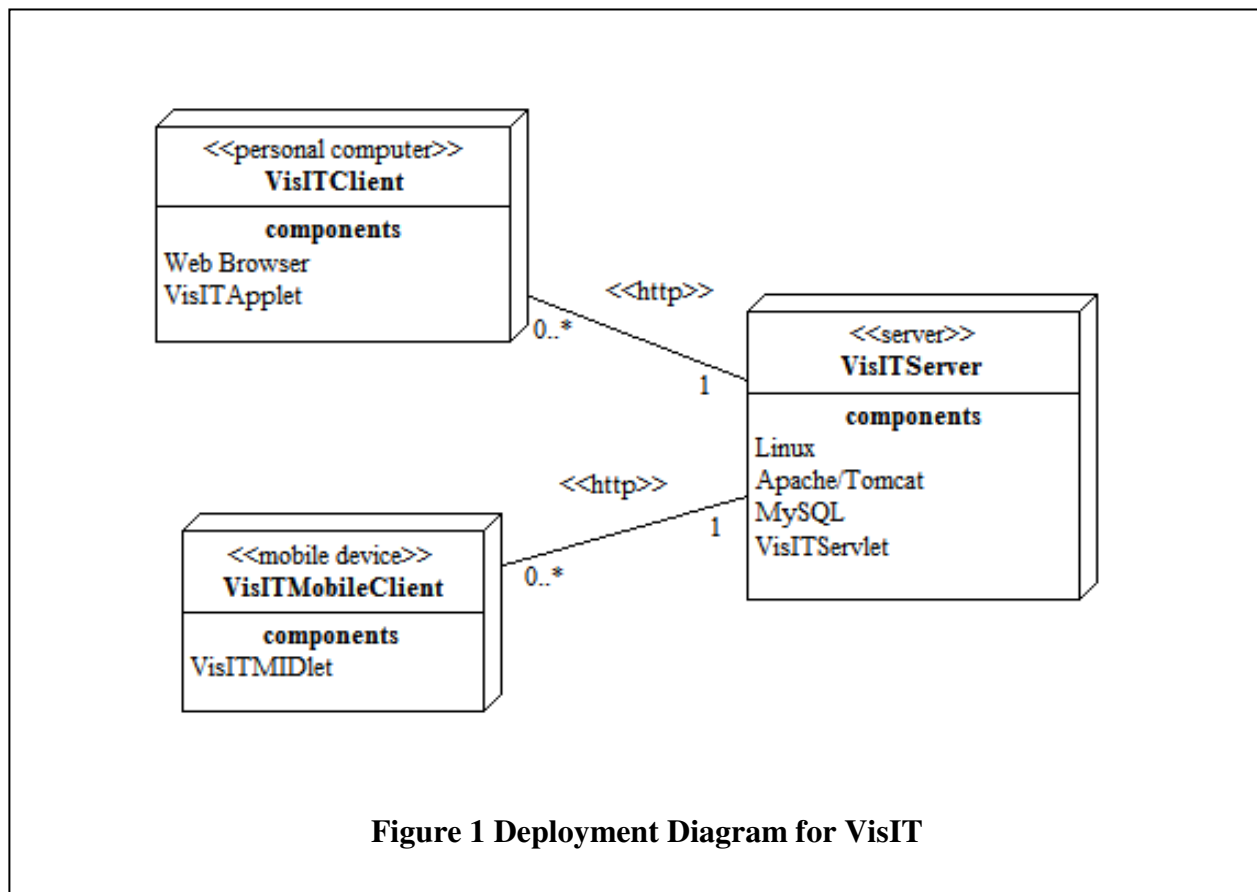 <<personal computer>>
VisITClient
components
Web Browser
VisITApplet
<<http>>
0..*
1
<<server>>
VisITServer
components
Linux
Apache/Tomcat
MySQL
VisITServlet
<<http>>
1
0..*
<<mobile device>>
VisITMobileClient
components
VisITMIDlet
Figure 1 Deployment Diagram for VisIT